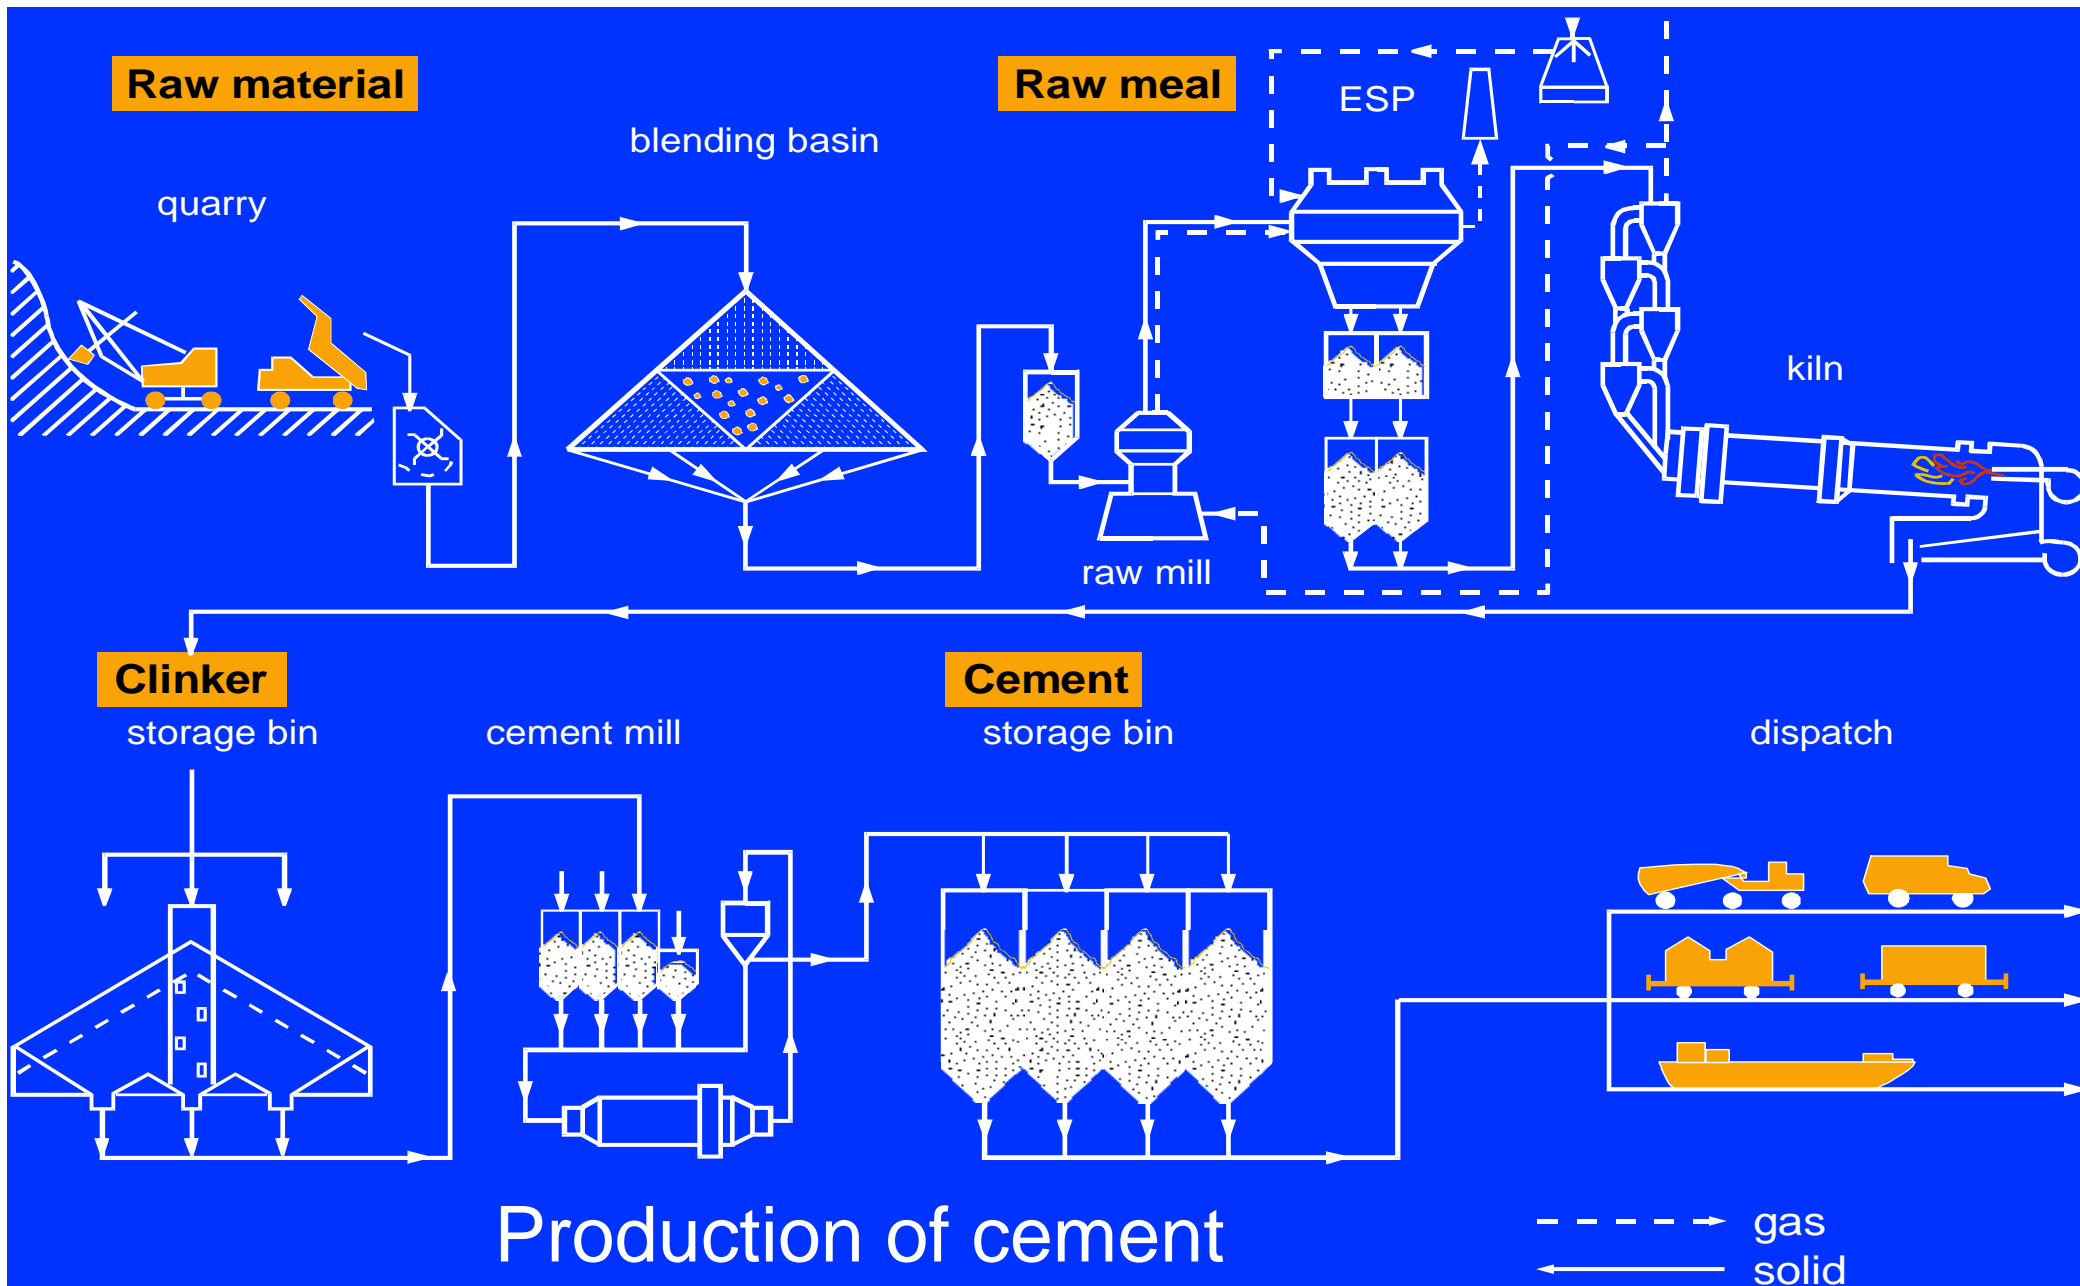 Raw material
Raw meal
ESP
blending basin
quarry
kiln
raw mill
Clinker
Cement
storage bin
cement mill
storage bin
dispatch
Production of cement
gas
solid